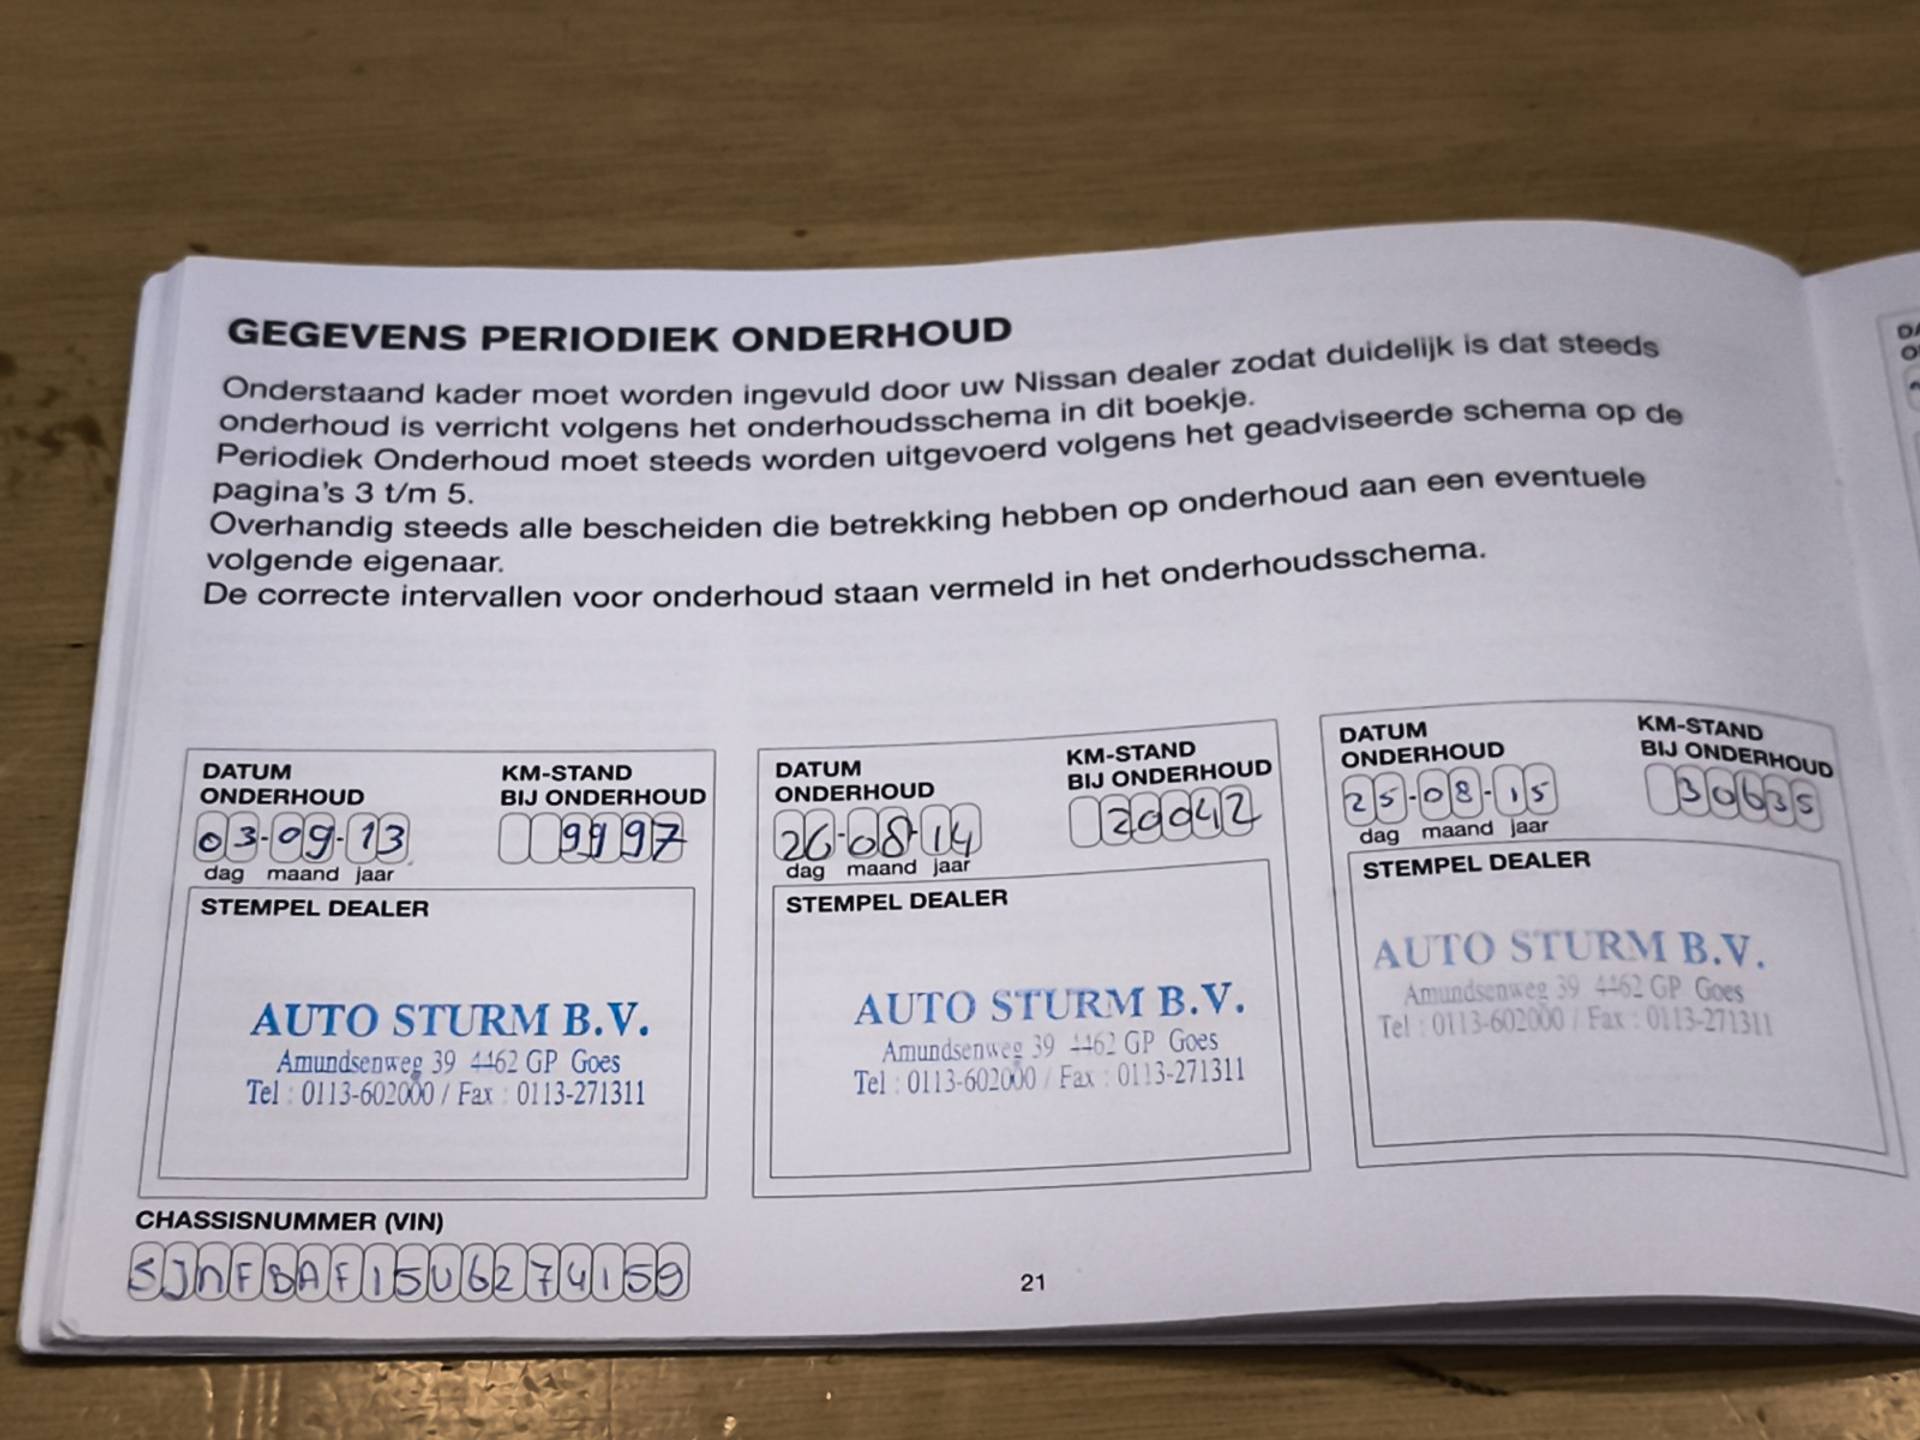 GEGEVENS PERIODIEK ONDERHOUD
Onderstaand kader moet worden ingevuld door uw Nissan dealer zodat duidelijk is dat steeds
onderhoud is verricht volgens het onderhoudsschema in dit boekje.
Periodiek Onderhoud moet steeds worden uitgevoerd volgens het geadviseerde schema op de
pagina's 3 t/m 5.
Overhandig steeds alle bescheiden die betrekking hebben op onderhoud aan een eventuele
volgende eigenaar.
De correcte intervallen voor onderhoud staan vermeld in het onderhoudsschema.
DATUM
ONDERHOUD
KM-STAND
BIJ ONDERHOUD
03-09-13
9997
dag maand jaar
STEMPEL DEALER
AUTO STURM B.V.
Amundsenweg 39 4462 GP Goes
Tel : 0113-602000 / Fax : 0113-271311
DATUM
ONDERHOUD
KM-STAND
BIJ ONDERHOUD
26-08-14
20042
dag maand jaar
STEMPEL DEALER
AUTO STURM B.V.
Amundsenweg 39 4462 GP Goes
Tel : 0113-602000 / Fax : 0113-271311
DATUM
ONDERHOUD
KM-STAND
BIJ ONDERHOUD
25-08-15
30635
dag maand jaar
STEMPEL DEALER
AUTO STURM B.V.
Amundsenweg 39 4462 GP Goes
Tel : 0113-602000 / Fax : 0113-271311
CHASSISNUMMER (VIN)
SJNFBAF15U6274159
21